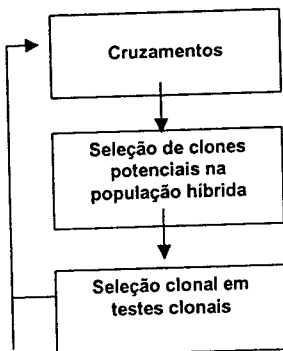 Cruzamentos
Seleção de clones
potenciais na
população híbrida
Seleção clonal em
testes clonais